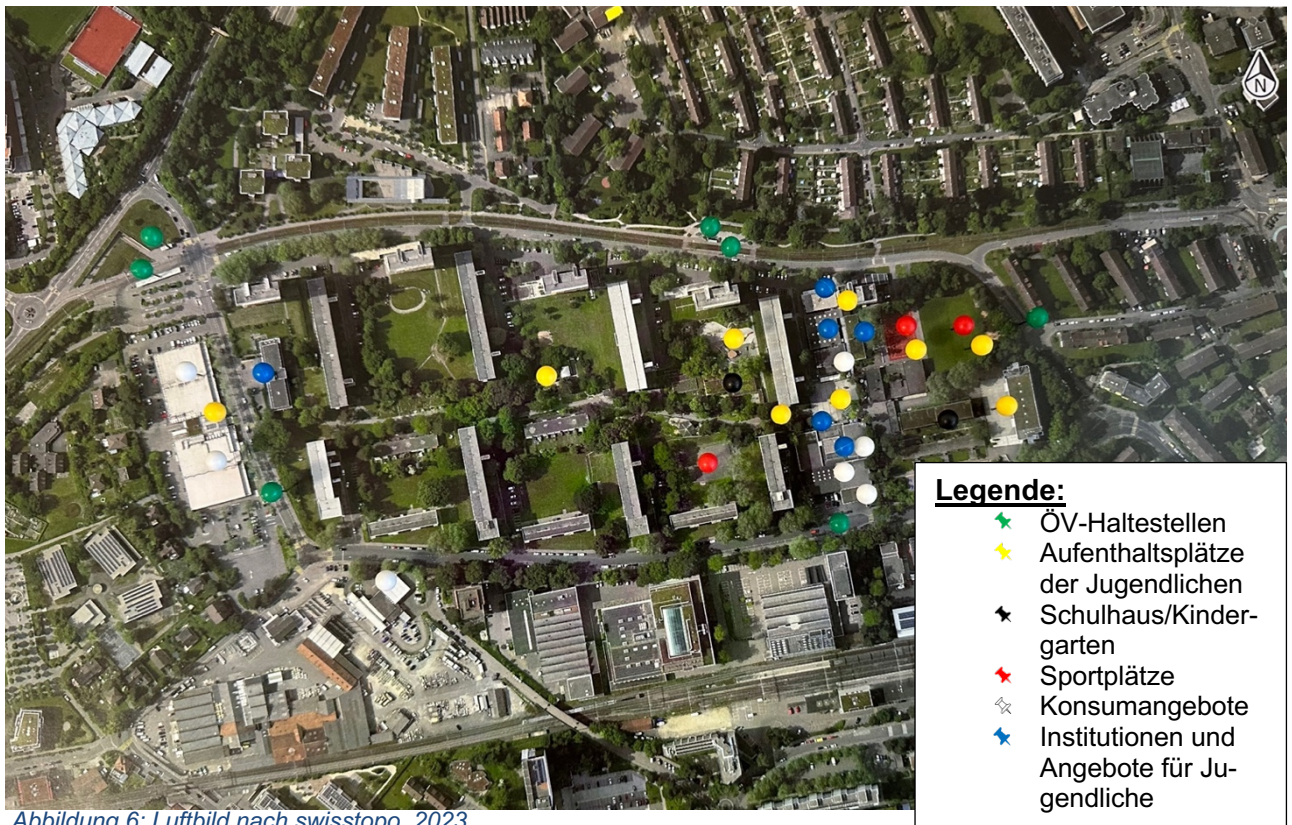 N
Legende:
ÖV-Haltestellen
Aufenthaltsplätze
der Jugendlichen
Schulhaus/Kinder-
garten
Sportplätze
Konsumangebote
Institutionen und
Angebote für Ju-
gendliche
Abbildung 6: Luftbild nach swisstopo, 2023